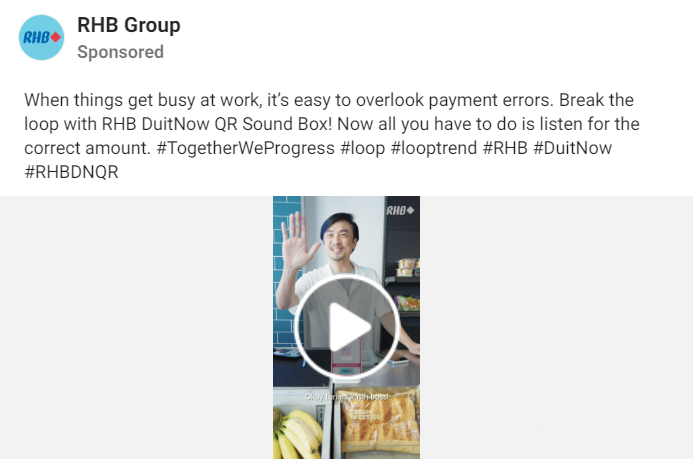 RHB
RHB Group
Sponsored
When things get busy at work, it's easy to overlook payment errors. Break the
loop with RHB DuitNow QR Sound Box! Now all you have to do is listen for the
correct amount. #TogetherWeProgress #loop #looptrend #RHB #DuitNow
#RHBDNQR
RHB
Okay boss!